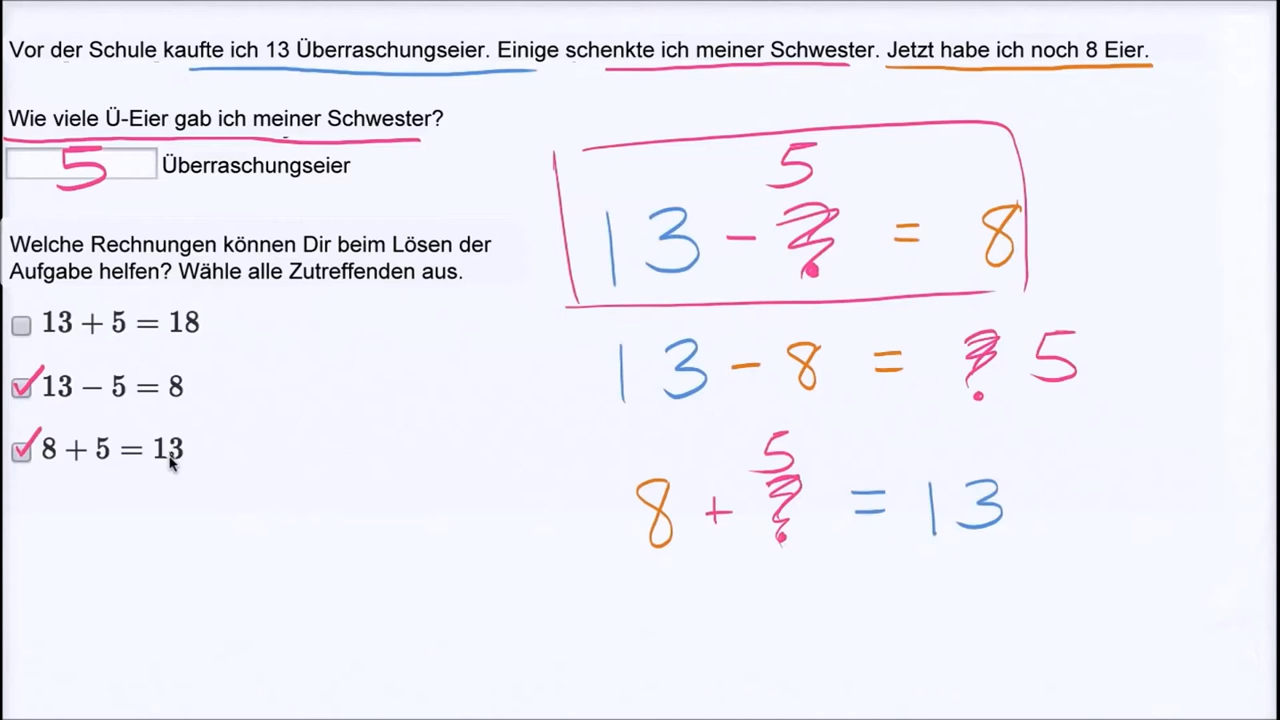 Vor der Schule kaufte ich 13 Überraschungseier. Einige schenkte ich meiner Schwester. Jetzt habe ich noch 8 Eier.
Wie viele Ü-Eier gab ich meiner Schwester?
5 Überraschungseier
Welche Rechnungen können Dir beim Lösen der
Aufgabe helfen? Wähle alle Zutreffenden aus.
13 + 5 = 18
13 − 5 = 8
8 + 5 = 13
5
13 - ? = 8
13 - 8 = ? 5
5
8 + ? = 13